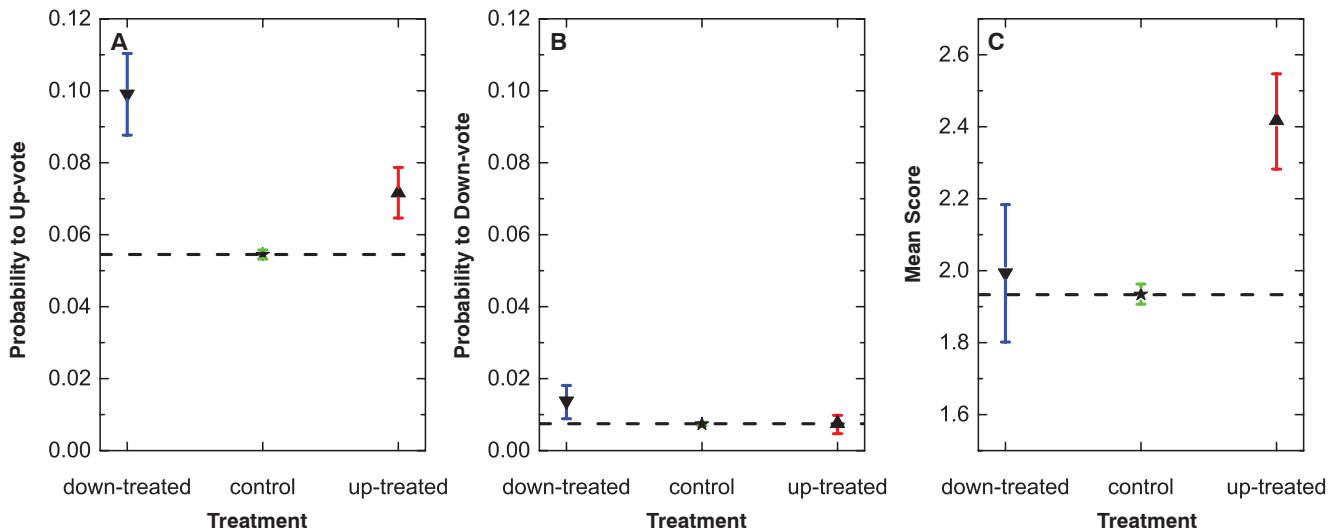 A
Probability to Up-vote
0.12
0.10
0.08
0.06
0.04
0.02
0.00
down-treated control up-treated
Treatment
B
Probability to Down-vote
0.12
0.10
0.08
0.06
0.04
0.02
0.00
down-treated control up-treated
Treatment
C
Mean Score
2.6
2.4
2.2
2.0
1.8
1.6
down-treated control up-treated
Treatment